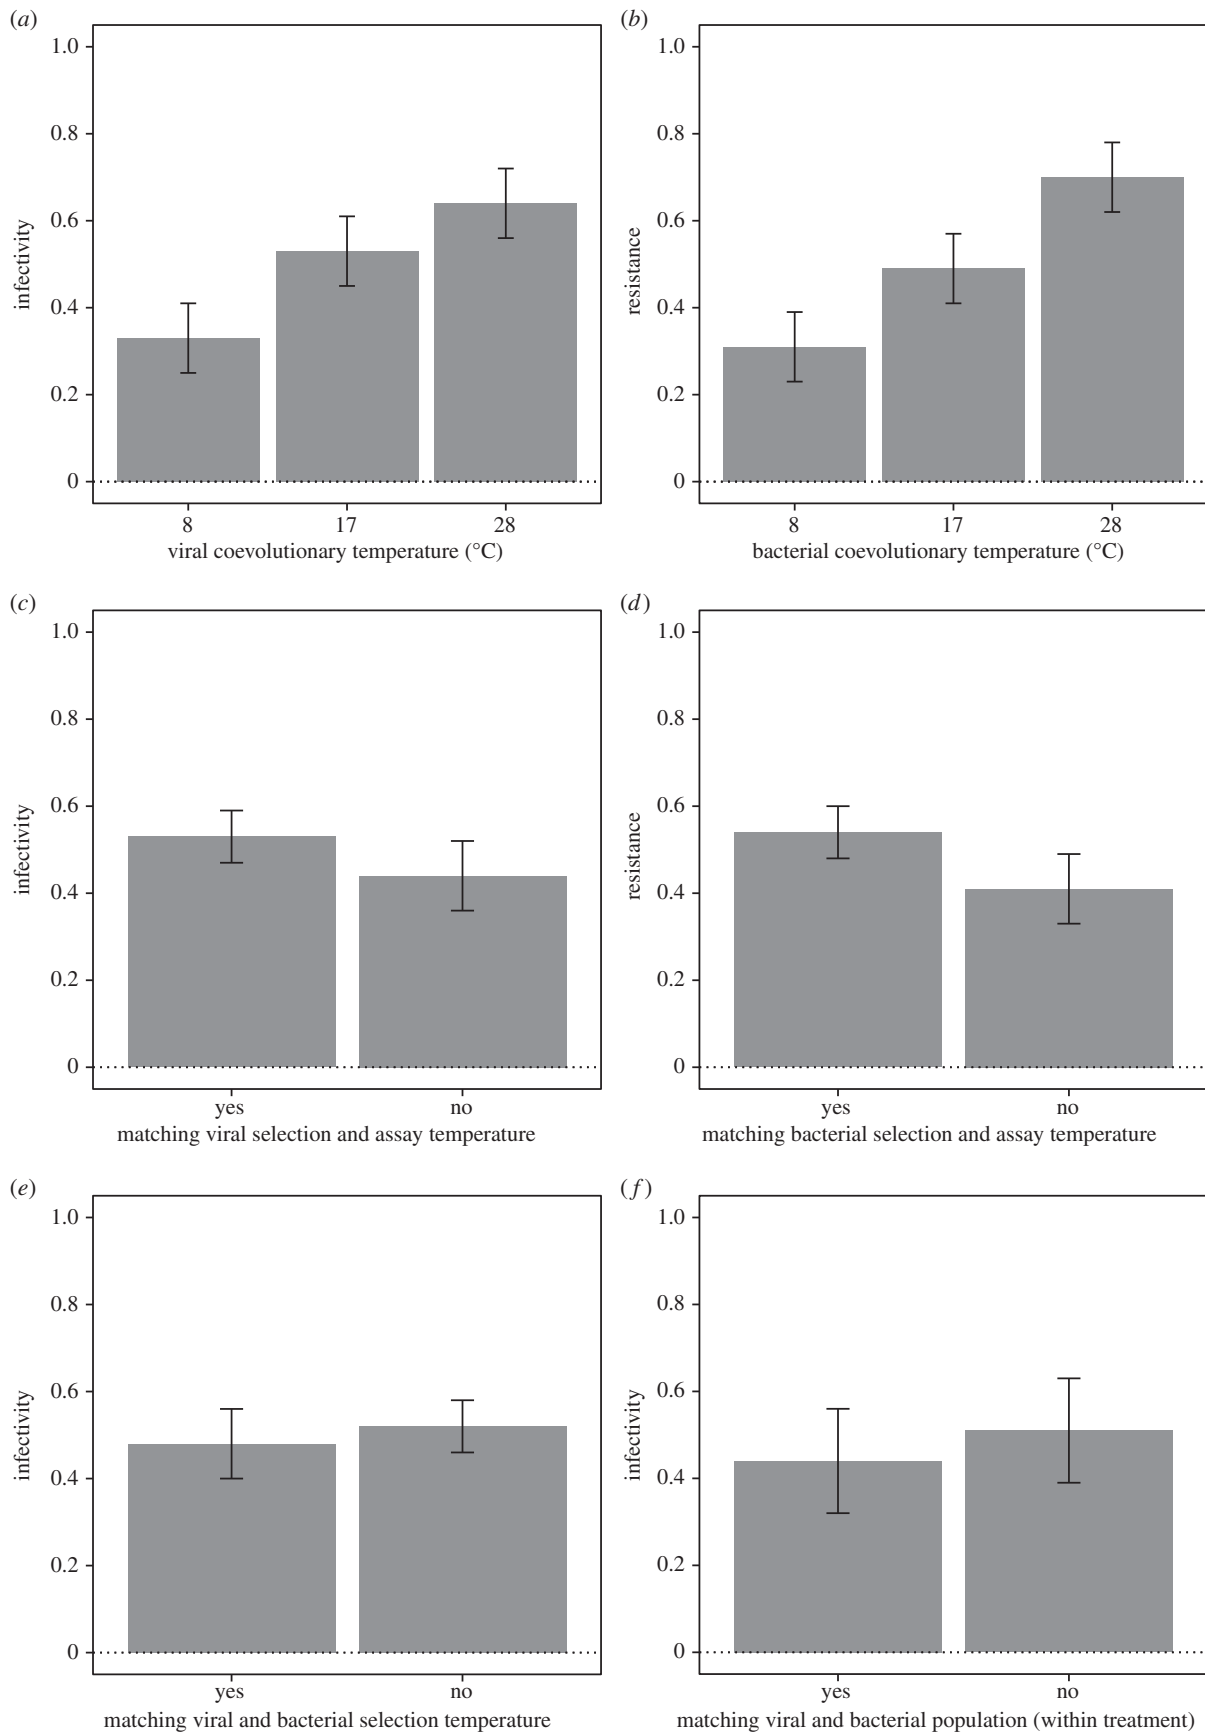 (a)
1.0
0.8
0.6
0.4
0.2
0
infectivity
8 17 28
viral coevolutionary temperature (°C)
(b)
1.0
0.8
0.6
0.4
0.2
0
resistance
8 17 28
bacterial coevolutionary temperature (°C)
(c)
1.0
0.8
0.6
0.4
0.2
0
infectivity
yes no
matching viral selection and assay temperature
(d)
1.0
0.8
0.6
0.4
0.2
0
resistance
yes no
matching bacterial selection and assay temperature
(e)
1.0
0.8
0.6
0.4
0.2
0
infectivity
yes no
matching viral and bacterial selection temperature
(f)
1.0
0.8
0.6
0.4
0.2
0
infectivity
yes no
matching viral and bacterial population (within treatment)